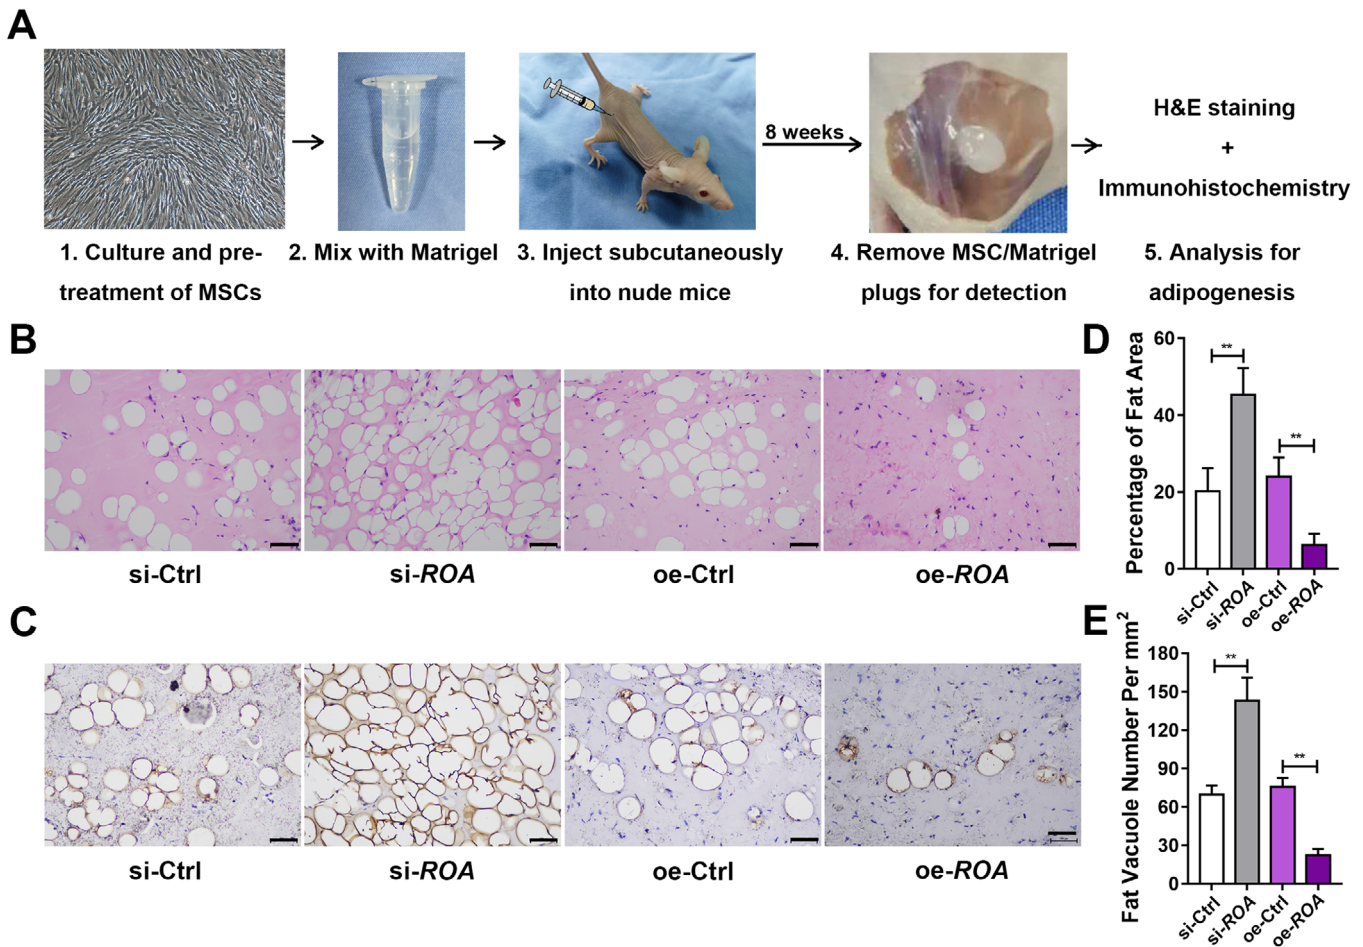 A
8 weeks
H&E staining
+
Immunohistochemistry
1. Culture and pre-
treatment of MSCs
2. Mix with Matrigel
3. Inject subcutaneously
into nude mice
4. Remove MSC/Matrigel
plugs for detection
5. Analysis for
adipogenesis
B
si-Ctrl
si-ROA
oe-Ctrl
oe-ROA
C
si-Ctrl
si-ROA
oe-Ctrl
oe-ROA
D
Percentage of Fat Area
60
40
20
0
**
**
si-Ctrl
si-ROA
oe-Ctrl
oe-ROA
E
Fat Vacuole Number Per mm²
180
150
120
90
60
30
0
**
**
si-Ctrl
si-ROA
oe-Ctrl
oe-ROA